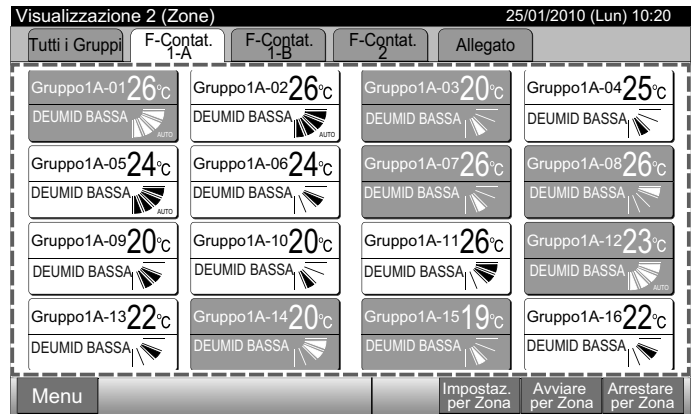 Visualizzazione 2 (Zone) 25/01/2010 (Lun) 10:20
Tutti i Gruppi F-Contat. 1-A F-Contat. 1-B F-Contat. 2 Allegato
Gruppo1A-01 26°C Gruppo1A-02 26°C Gruppo1A-03 20°C Gruppo1A-04 25°C
DEUMID BASSA AUTO DEUMID BASSA AUTO DEUMID BASSA DEUMID BASSA
Gruppo1A-05 24°C Gruppo1A-06 24°C Gruppo1A-07 26°C Gruppo1A-08 26°C
DEUMID BASSA AUTO DEUMID BASSA DEUMID BASSA DEUMID BASSA
Gruppo1A-09 20°C Gruppo1A-10 20°C Gruppo1A-11 26°C Gruppo1A-12 23°C
DEUMID BASSA DEUMID BASSA DEUMID BASSA DEUMID BASSA AUTO
Gruppo1A-13 22°C Gruppo1A-14 20°C Gruppo1A-15 19°C Gruppo1A-16 22°C
DEUMID BASSA DEUMID BASSA DEUMID BASSA DEUMID BASSA
Menu Impostaz. per Zona Avviare per Zona Arrestare per Zona